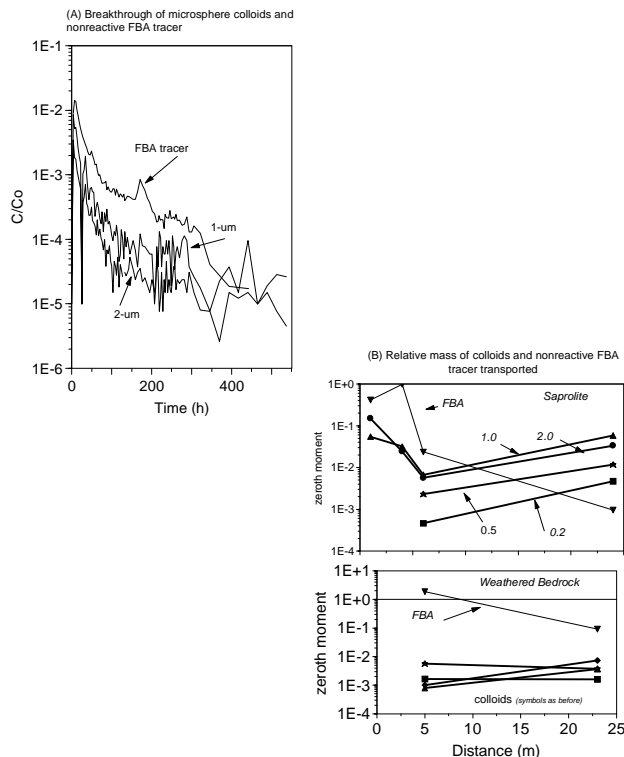 (A) Breakthrough of microsphere colloids and
nonreactive FBA tracer
1E-1
1E-2
1E-3
1E-4
1E-5
1E-6
C/Co
FBA tracer
1-um
2-um
0
200
400
Time (h)
(B) Relative mass of colloids and nonreactive FBA
tracer transported
1E+0
1E-1
1E-2
1E-3
1E-4
zeroth moment
FBA
Saprolite
1.0
2.0
0.5
0.2
1E+1
1E+0
1E-1
1E-2
1E-3
1E-4
zeroth moment
Weathered Bedrock
FBA
colloids (symbols as before)
0
5
10
15
20
25
Distance (m)